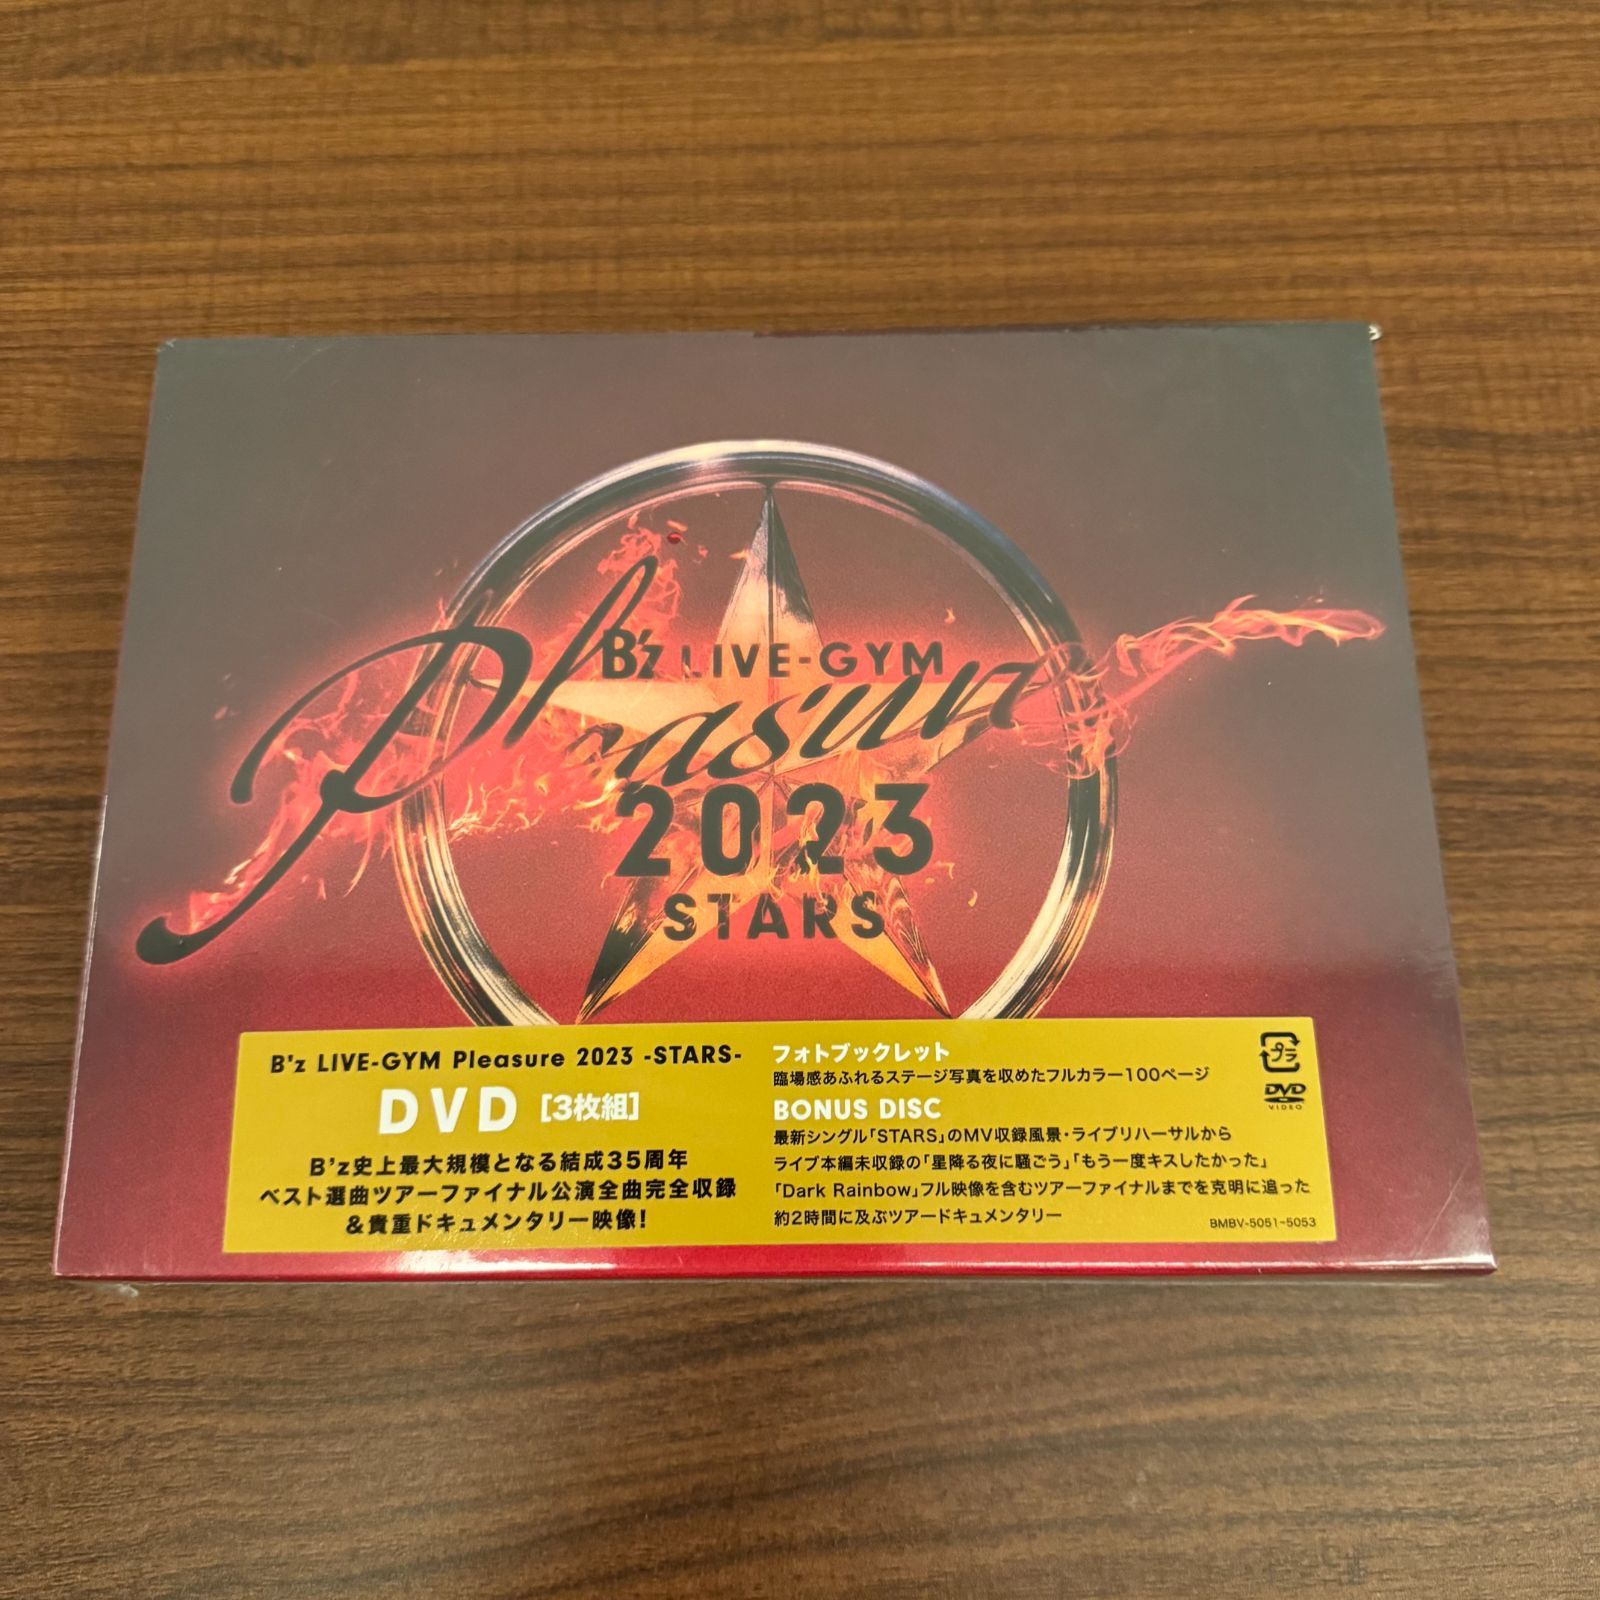 B'z LIVE-GYM
Pleasure
2023
STARS
B'z LIVE-GYM Pleasure 2023 -STARS-
DVD [3枚組]
B'z史上最大規模となる結成35周年
ベスト選曲ツアーファイナル公演全曲完全収録
&貴重ドキュメンタリー映像!
フォトブックレット
臨場感あふれるステージ写真を収めたフルカラー100ページ
BONUS DISC
最新シングル「STARS」のMV収録風景・ライブリハーサルから
ライブ本編未収録の「星降る夜に騒ごう」「もう一度キスしたかった」
「Dark Rainbow」フル映像を含むツアーファイナルまでを克明に追った
約2時間に及ぶツアードキュメンタリー
プラ
DVD
VIDEO
BMBV-5051~5053